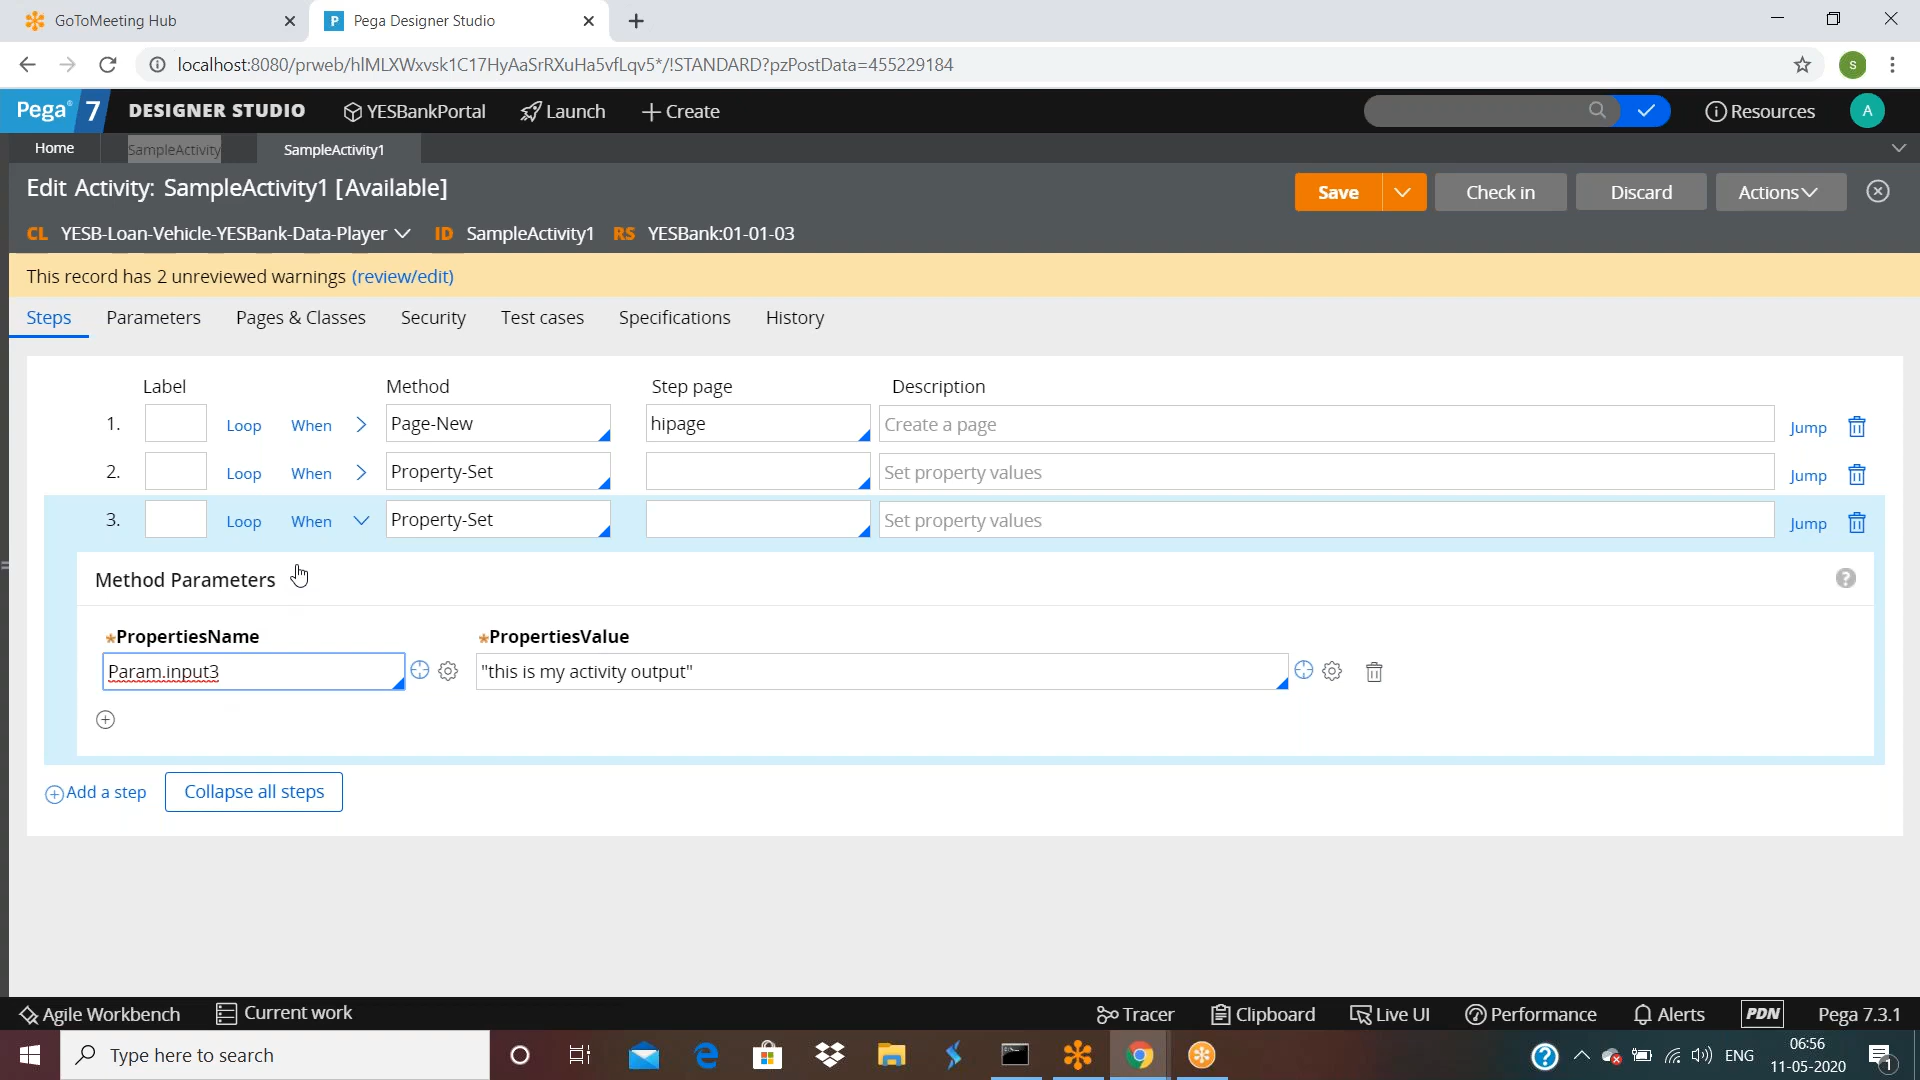 GoToMeeting Hub
Pega Designer Studio
localhost:8080/prweb/hIMLXWxvsk1C17HyAaSrRXuHa5vfLqv5*/!STANDARD?pzPostData=455229184
s
Pega 7 DESIGNER STUDIO YESBankPortal Launch Create Resources A
Home SampleActivity SampleActivity1
Edit Activity: SampleActivity1 [Available]
Save Check in Discard Actions
CL YESB-Loan-Vehicle-YESBank-Data-Player ID SampleActivity1 RS YESBank:01-01-03
This record has 2 unreviewed warnings (review/edit)
Steps Parameters Pages & Classes Security Test cases Specifications History
Label Method Step page Description
1. Loop When Page-New hipage Create a page Jump
2. Loop When Property-Set Set property values Jump
3. Loop When Property-Set Set property values Jump
Method Parameters ?
*PropertiesName *PropertiesValue
Param.input3 "this is my activity output"
Add a step Collapse all steps
Agile Workbench Current work Tracer Clipboard Live UI Performance Alerts PDN Pega 7.3.1
Type here to search
ENG
06:56
11-05-2020
1